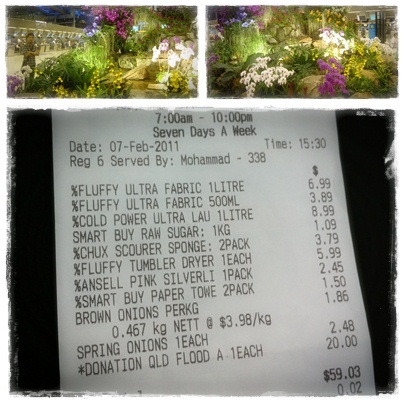 7:00am - 10:00pm
Seven Days A Week
Date: 07-Feb-2011 Time: 15:30
Reg 6 Served By: Mohammad - 338
$
%FLUFFY ULTRA FABRIC 1LITRE 6.99
%FLUFFY ULTRA FABRIC 500ML 3.89
%COLD POWER ULTRA LAU 1LITRE 8.99
SMART BUY RAW SUGAR: 1KG 1.09
%CHUX SCOURER SPONGE: 2PACK 3.79
%FLUFFY TUMBLER DRYER 1EACH 5.99
%ANSELL PINK SILVERLI 1PACK 2.45
%SMART BUY PAPER TOWE 2PACK 1.50
BROWN ONIONS PERKG 1.86
0.467 kg NETT @ $3.98/kg
SPRING ONIONS 1EACH 2.48
*DONATION QLD FLOOD A 1EACH 20.00
$59.03
0.02